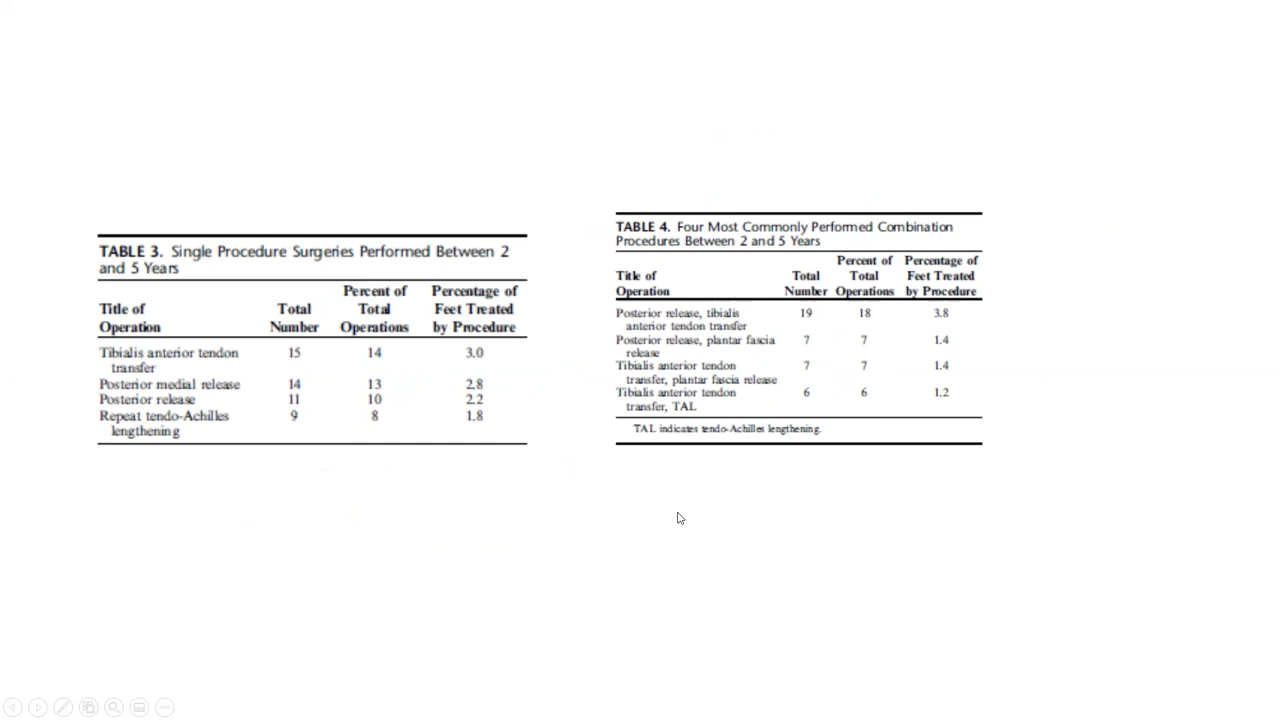 TABLE 3. Single Procedure Surgeries Performed Between 2
and 5 Years
Title of Operation Total Number Percent of Total Operations Percentage of Feet Treated by Procedure
Tibialis anterior tendon transfer 15 14 3.0
Posterior medial release 14 13 2.8
Posterior release 11 10 2.2
Repeat tendo-Achilles lengthening 9 8 1.8
TABLE 4. Four Most Commonly Performed Combination
Procedures Between 2 and 5 Years
Title of Operation Total Number Percent of Total Operations Percentage of Feet Treated by Procedure
Posterior release, tibialis anterior tendon transfer 19 18 3.8
Posterior release, plantar fascia release 7 7 1.4
Tibialis anterior tendon transfer, plantar fascia release 7 7 1.4
Tibialis anterior tendon transfer, TAL 6 6 1.2
TAL indicates tendo-Achilles lengthening.